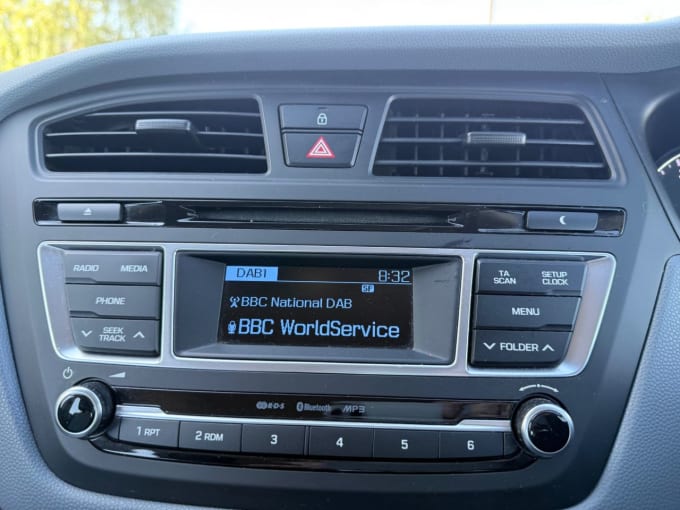 DAB1 8:32
SF
BBC National DAB
BBC WorldService
RADIO MEDIA
PHONE
SEEK
TRACK
TA
SCAN
SETUP
CLOCK
MENU
FOLDER
R·D·S Bluetooth MP3
1 RPT 2 RDM 3 4 5 6